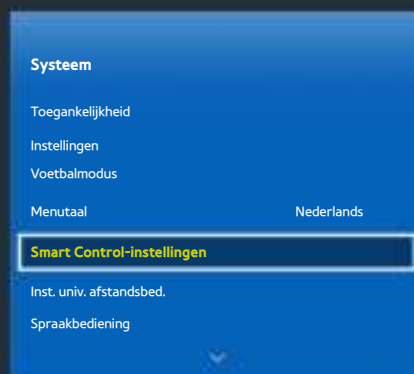 Systeem
Toegankelijkheid
Instellingen
Voetbalmodus
Menutaal Nederlands
Smart Control-instellingen
Inst. univ. afstandsbed.
Spraakbediening